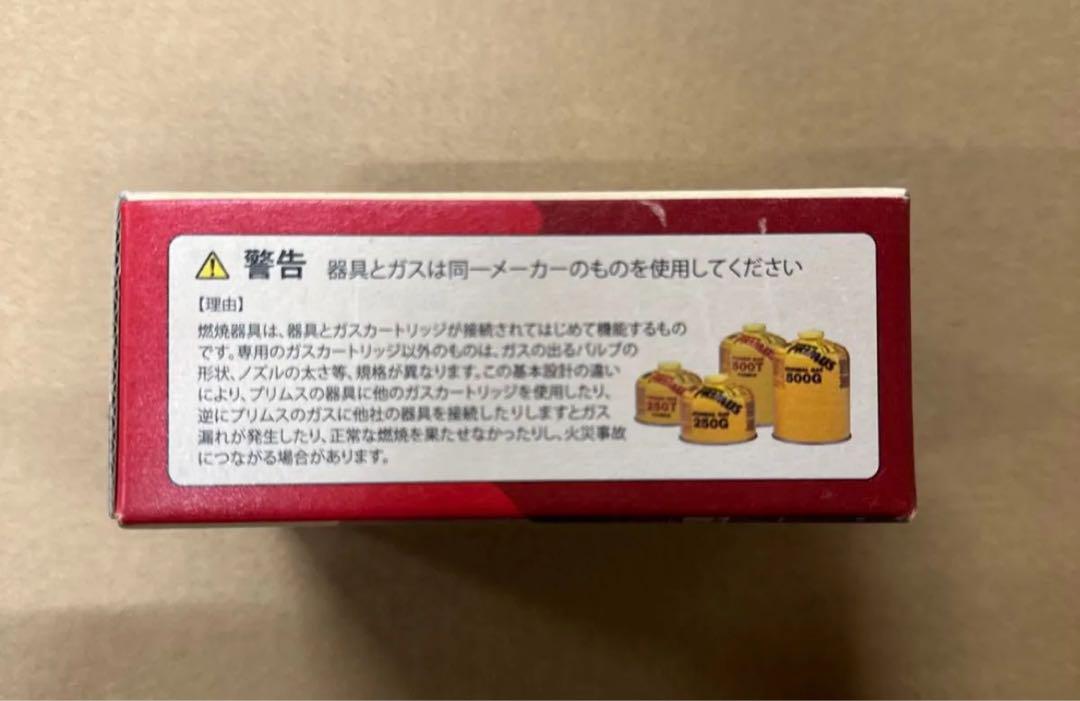 警告 器具とガスは同一メーカーのものを使用してください
【理由】
燃焼器具は、器具とガスカートリッジが接続されてはじめて機能するもの
です。専用のガスカートリッジ以外のものは、ガスの出るバルブの
形状、ノズルの太さ等、規格が異なります。この基本設計の違い
により、プリムスの器具に他のガスカートリッジを使用したり、
逆にプリムスのガスに他社の器具を接続したりしますとガス
漏れが発生したり、正常な燃焼を果たせなかったりし、火災事故
につながる場合があります。
500T
500G
250T
250G